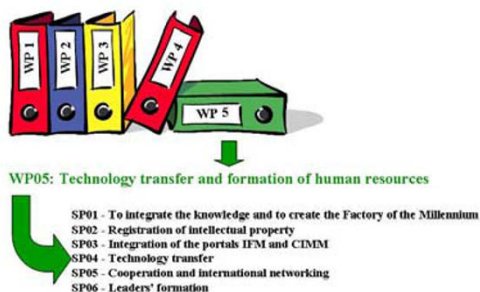 WP 1
WP 2
WP 3
WP 4
WP 5
WP05: Technology transfer and formation of human resources
SP01 - To integrate the knowledge and to create the Factory of the Millennium
SP02 - Registration of intellectual property
SP03 - Integration of the portals IFM and CIMM
SP04 - Technology transfer
SP05 - Cooperation and international networking
SP06 - Leaders' formation